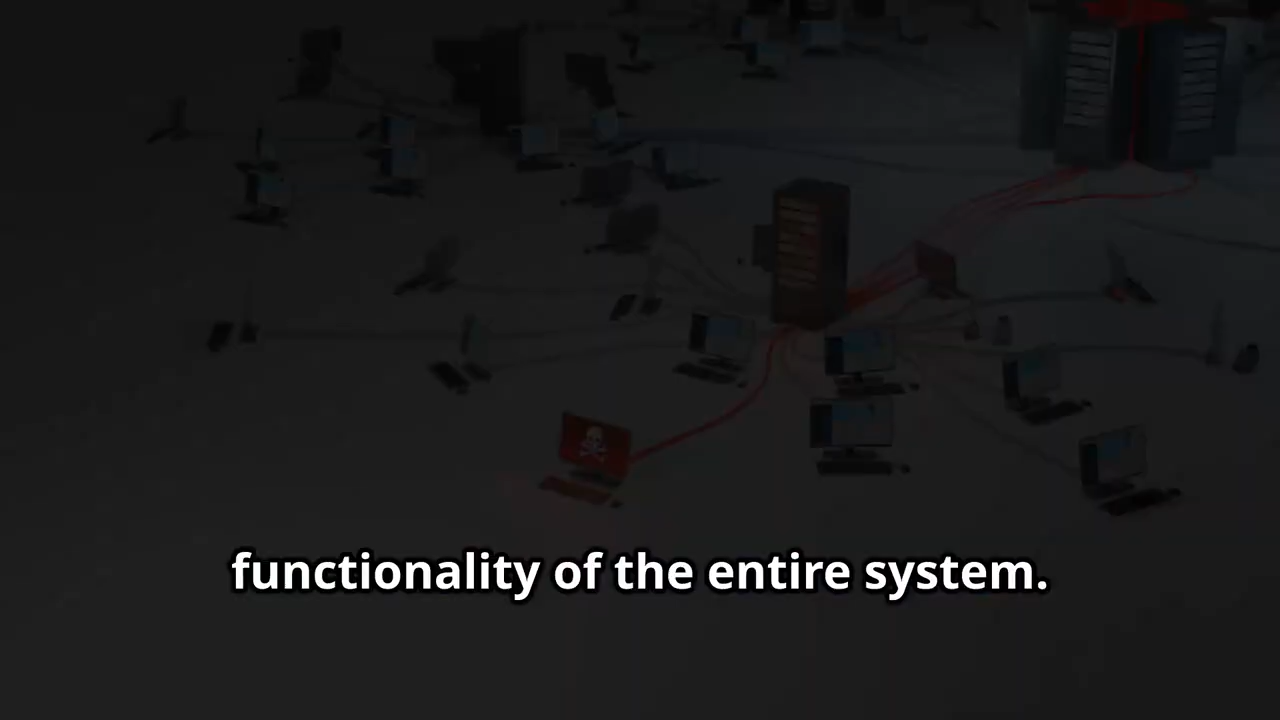 functionality of the entire system.